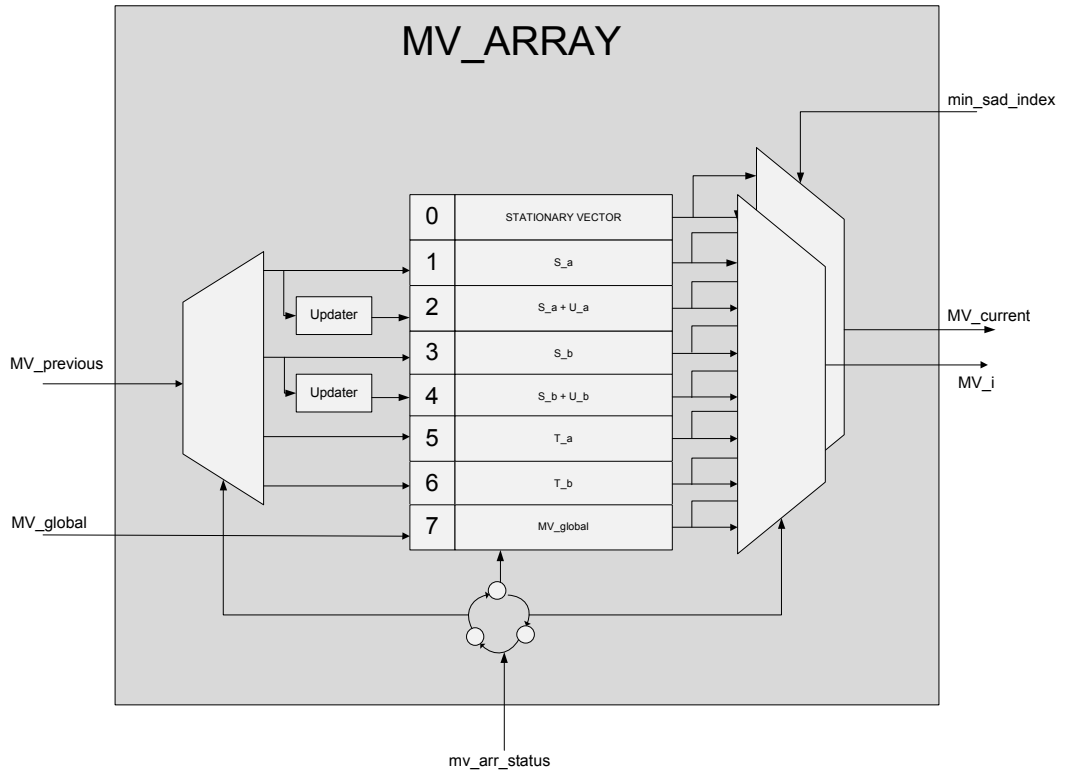 MV_ARRAY
min_sad_index
0 STATIONARY VECTOR
1 S_a
Updater 2 S_a + U_a
MV_current
3 S_b
MV_previous
MV_i
Updater 4 S_b + U_b
5 T_a
6 T_b
MV_global 7 MV_global
mv_arr_status